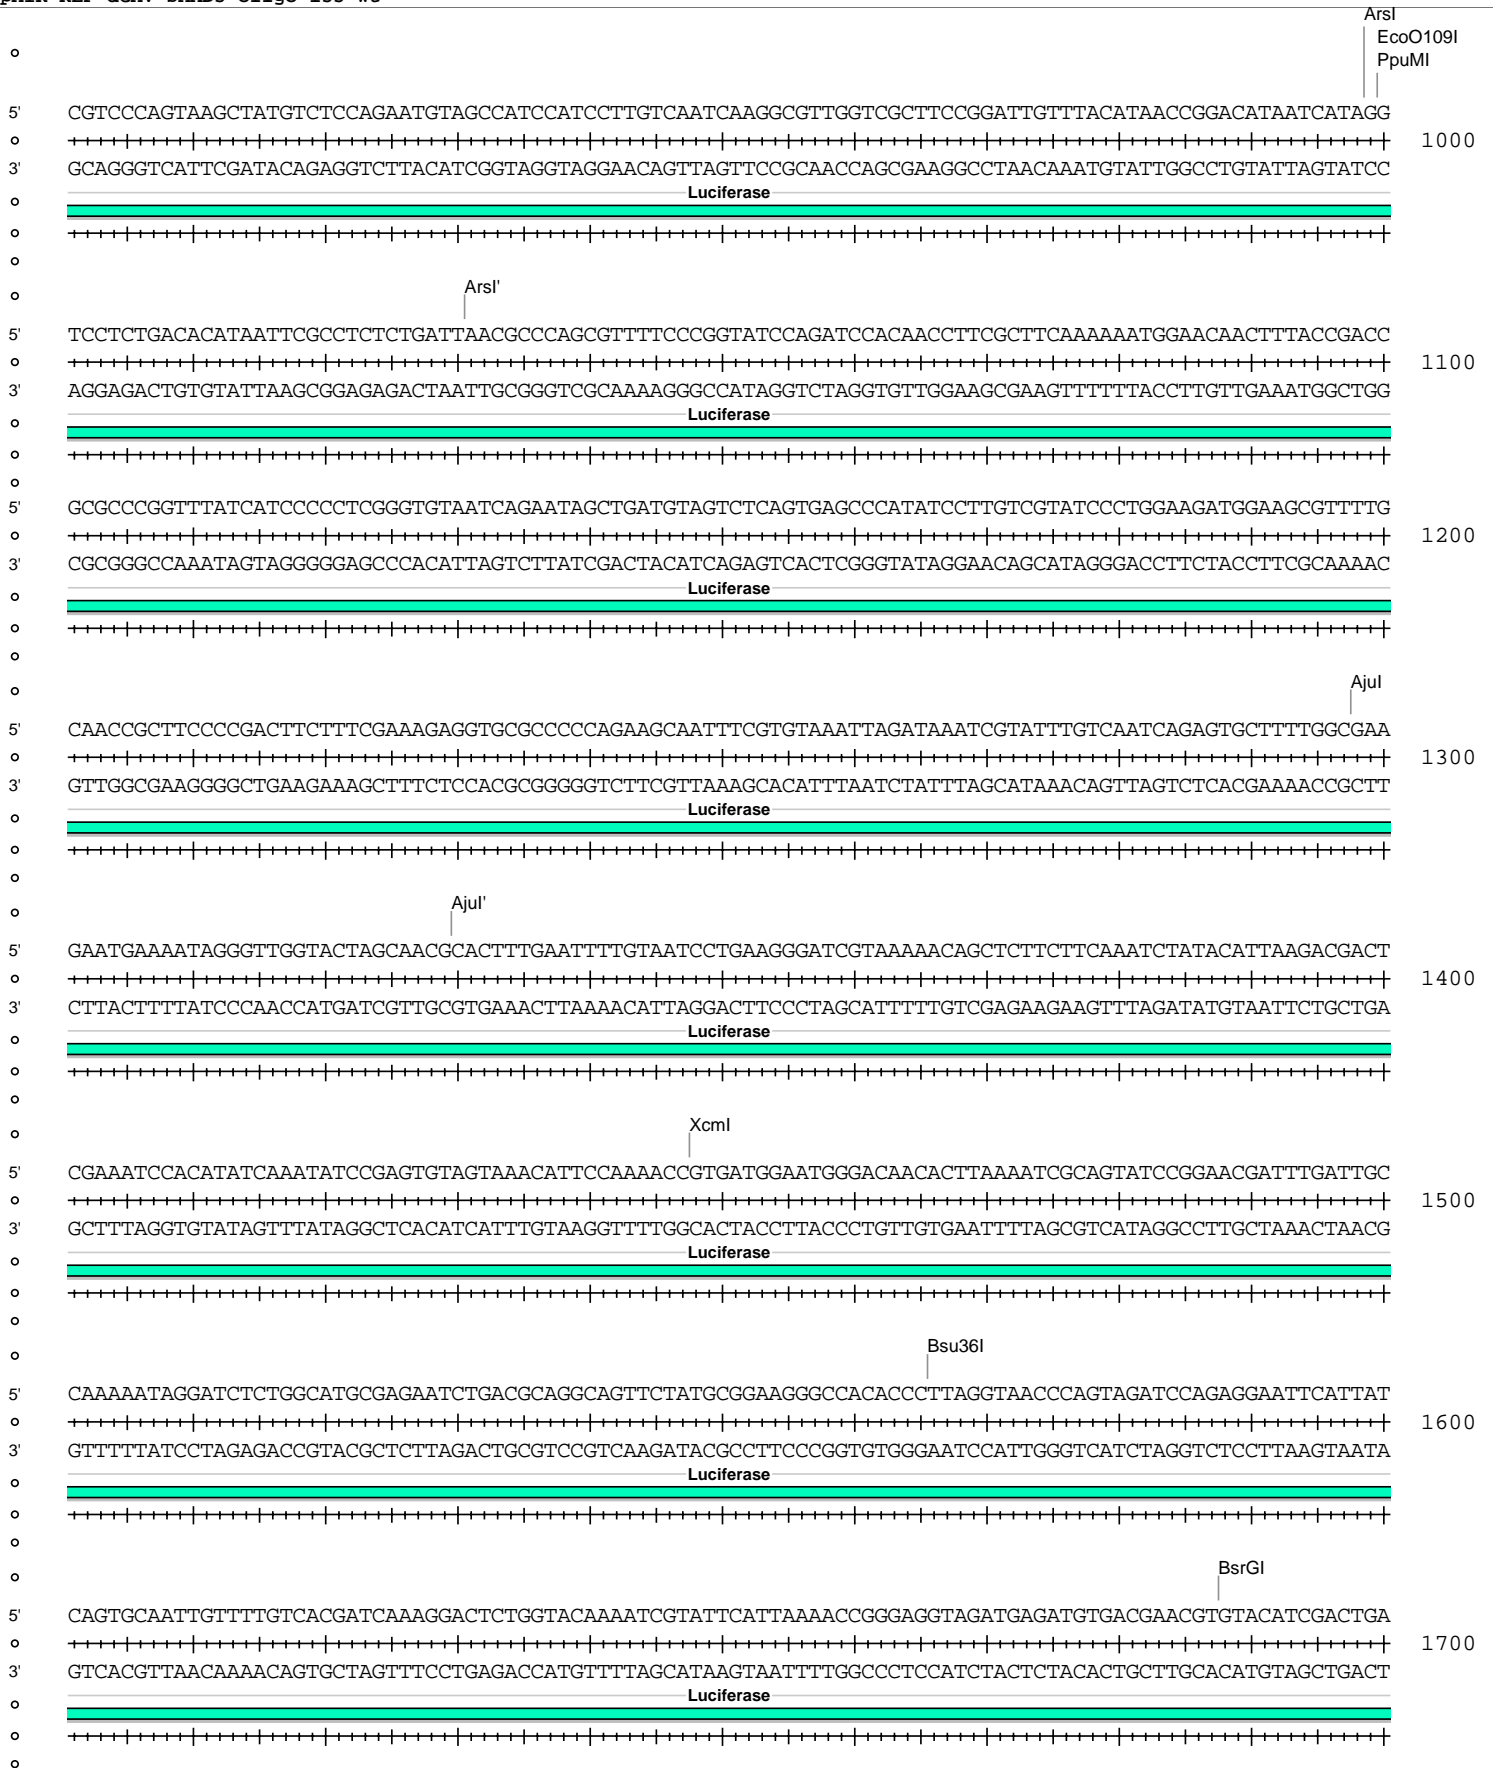 ArsI
EcoO109I
PpuMI
5' CGTCCCAGTAAGCTATGTCTCCAGAATGTAGCCATCCATCCTTGTCAATCAAGGCGTTGGTCGCTTCCGGATTGTTTACATAACCGGACATAATCATAGG
1000
3' GCAGGGTCATTCGATACAGAGGTCTTACATCGGTAGGTAGGAACAGTTAGTTCCGCAACCAGCGAAGGCCTAACAAATGTATTGGCCTGTATTAGTATCC
Luciferase
ArsI'
5' TCCTCTGACACATAATTCGCCTCTCTGATTAACGCCCAGCGTTTTCCCGGTATCCAGATCCACAACCTTCGCTTCAAAAAATGGAACAACTTTACCGACC
1100
3' AGGAGACTGTGTATTAAGCGGAGAGACTAATTGCGGGTCGCAAAAGGGCCATAGGTCTAGGTGTTGGAAGCGAAGTTTTTTACCTTGTTGAAATGGCTGG
Luciferase
5' GCGCCCGGTTTATCATCCCCCTCGGGTGTAATCAGAATAGCTGATGTAGTCTCAGTGAGCCCATATCCTTGTCGTATCCCTGGAAGATGGAAGCGTTTTG
1200
3' CGCGGGCCAAATAGTAGGGGGAGCCCACATTAGTCTTATCGACTACATCAGAGTCACTCGGGTATAGGAACAGCATAGGGACCTTCTACCTTCGCAAAAC
Luciferase
AjuI
5' CAACCGCTTCCCCGACTTCTTTCGAAAGAGGTGCGCCCCCAGAAGCAATTTCGTGTAAATTAGATAAATCGTATTTGTCAATCAGAGTGCTTTTGGCGAA
1300
3' GTTGGCGAAGGGGCTGAAGAAAGCTTTCTCCACGCGGGGGTCTTCGTTAAAGCACATTTAATCTATTTAGCATAAACAGTTAGTCTCACGAAAACCGCTT
Luciferase
AjuI'
5' GAATGAAAATAGGGTTGGTACTAGCAACGCACTTTGAATTTTGTAATCCTGAAGGGATCGTAAAAACAGCTCTTCTTCAAATCTATACATTAAGACGACT
1400
3' CTTACTTTTATCCCAACCATGATCGTTGCGTGAAACTTAAAACATTAGGACTTCCCTAGCATTTTTGTCGAGAAGAAGTTTAGATATGTAATTCTGCTGA
Luciferase
XcmI
5' CGAAATCCACATATCAAATATCCGAGTGTAGTAAACATTCCAAAACCGTGATGGAATGGGACAACACTTAAAATCGCAGTATCCGGAACGATTTGATTGC
1500
3' GCTTTAGGTGTATAGTTTATAGGCTCACATCATTTGTAAGGTTTTGGCACTACCTTACCCTGTTGTGAATTTTAGCGTCATAGGCCTTGCTAAACTAACG
Luciferase
Bsu36I
5' CAAAAATAGGATCTCTGGCATGCGAGAATCTGACGCAGGCAGTTCTATGCGGAAGGGCCACACCCTTAGGTAACCCAGTAGATCCAGAGGAATTCATTAT
1600
3' GTTTTTATCCTAGAGACCGTACGCTCTTAGACTGCGTCCGTCAAGATACGCCTTCCCGGTGTGGGAATCCATTGGGTCATCTAGGTCTCCTTAAGTAATA
Luciferase
BsrGI
5' CAGTGCAATTGTTTTGTCACGATCAAAGGACTCTGGTACAAAATCGTATTCATTAAAACCGGGAGGTAGATGAGATGTGACGAACGTGTACATCGACTGA
1700
3' GTCACGTTAACAAAACAGTGCTAGTTTCCTGAGACCATGTTTTAGCATAAGTAATTTTGGCCCTCCATCTACTCTACACTGCTTGCACATGTAGCTGACT
Luciferase